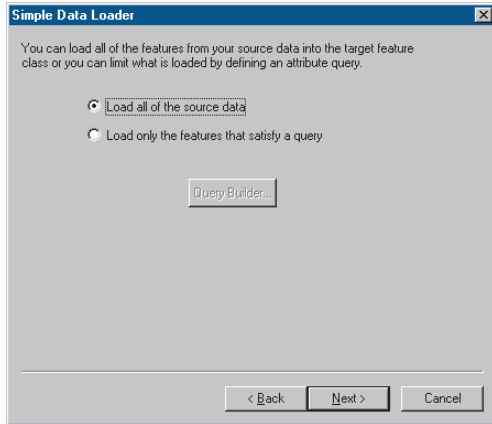 Simple Data Loader
You can load all of the features from your source data into the target feature
class or you can limit what is loaded by defining an attribute query.
Load all of the source data
Load only the features that satisfy a query
Query Builder...
< Back
Next >
Cancel